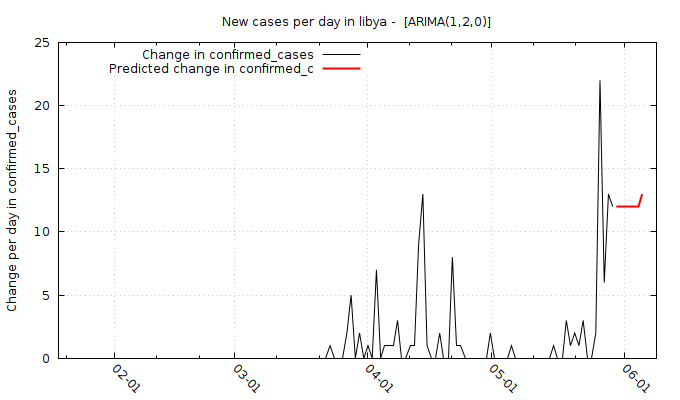 New cases per day in libya -  [ARIMA(1,2,0)]
Change in confirmed_cases
Predicted change in confirmed_c
Change per day in confirmed_cases
25
20
15
10
5
0
02-01
03-01
04-01
05-01
06-01